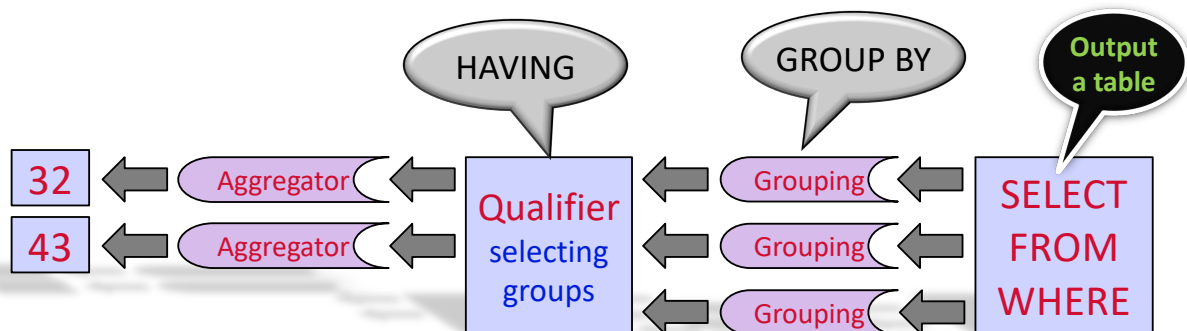 HAVING
GROUP BY
Output
a table
32
Aggregator
43
Aggregator
Qualifier
selecting
groups
Grouping
Grouping
Grouping
SELECT
FROM
WHERE